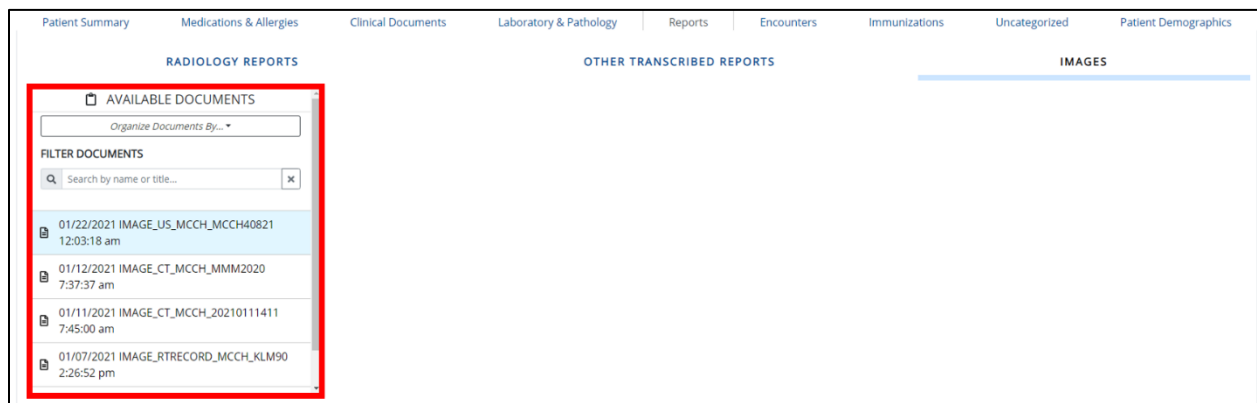 Patient Summary Medications & Allergies Clinical Documents Laboratory & Pathology Reports Encounters Immunizations Uncategorized Patient Demographics
RADIOLOGY REPORTS OTHER TRANSCRIBED REPORTS IMAGES
AVAILABLE DOCUMENTS
Organize Documents By...
FILTER DOCUMENTS
Search by name or title...
01/22/2021 IMAGE_US_MCCH_MCCH40821
12:03:18 am
01/12/2021 IMAGE_CT_MCCH_MMM2020
7:37:37 am
01/11/2021 IMAGE_CT_MCCH_20210111411
7:45:00 am
01/07/2021 IMAGE_RTRECORD_MCCH_KLM90
2:26:52 pm